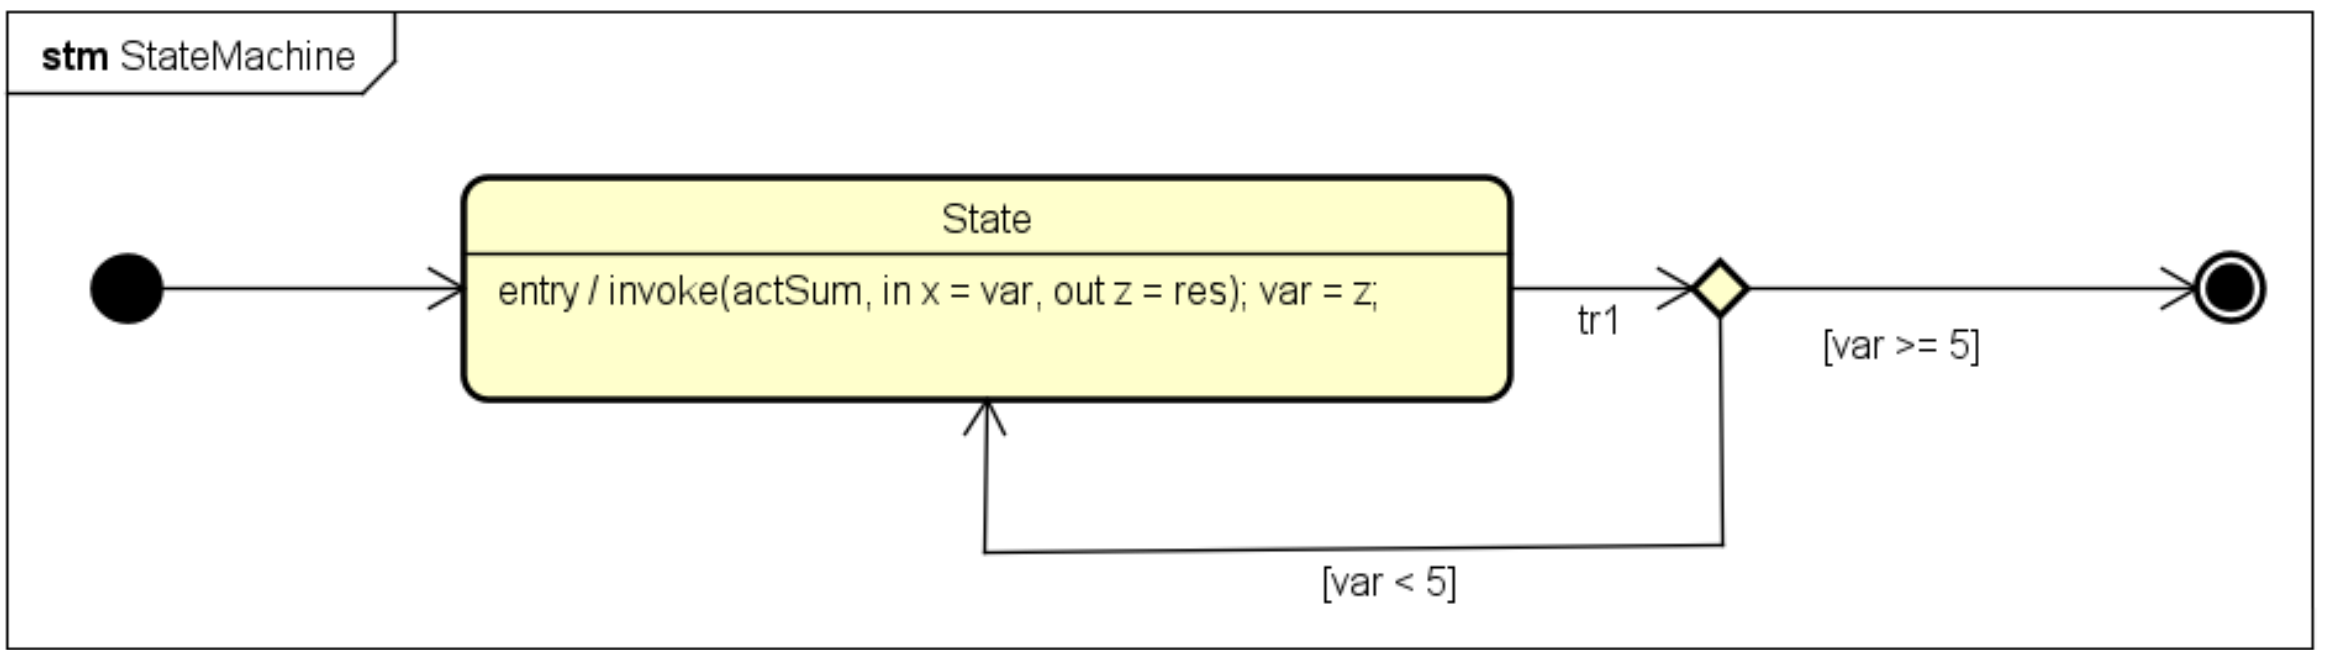 stm StateMachine
State
entry / invoke(actSum, in x = var, out z = res); var = z;
tr1
[var >= 5]
[var < 5]